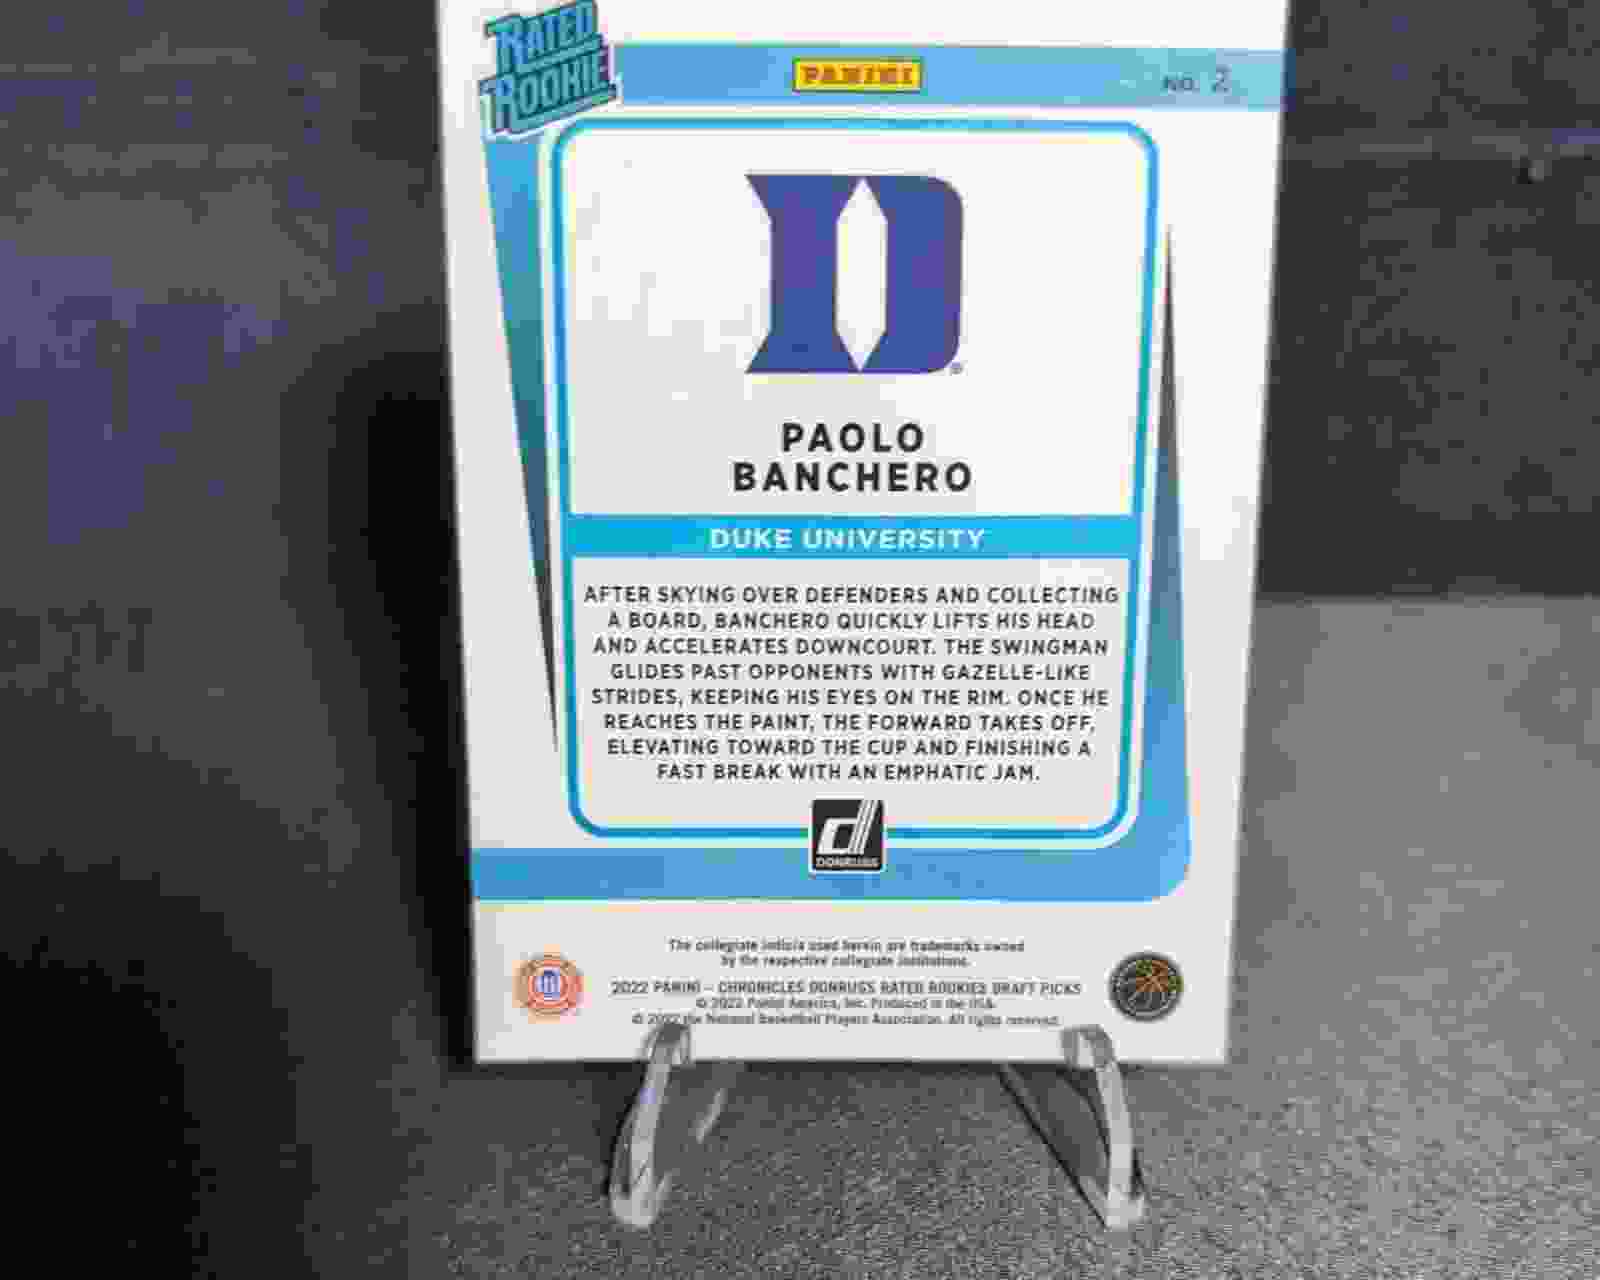 RATED
ROOKIE
PANINI
NO. 2
D
®
PAOLO
BANCHERO
DUKE UNIVERSITY
AFTER SKYING OVER DEFENDERS AND COLLECTING
A BOARD, BANCHERO QUICKLY LIFTS HIS HEAD
AND ACCELERATES DOWNCOURT. THE SWINGMAN
GLIDES PAST OPPONENTS WITH GAZELLE-LIKE
STRIDES, KEEPING HIS EYES ON THE RIM. ONCE HE
REACHES THE PAINT, THE FORWARD TAKES OFF,
ELEVATING TOWARD THE CUP AND FINISHING A
FAST BREAK WITH AN EMPHATIC JAM.
d
DONRUSS
The collegiate indicia used herein are trademarks owned
by the respective collegiate institutions.
2022 PANINI – CHRONICLES DONRUSS RATED ROOKIES DRAFT PICKS
© 2022 Panini America, Inc. Produced in the USA.
© 2022 the National Basketball Players Association. All rights reserved.